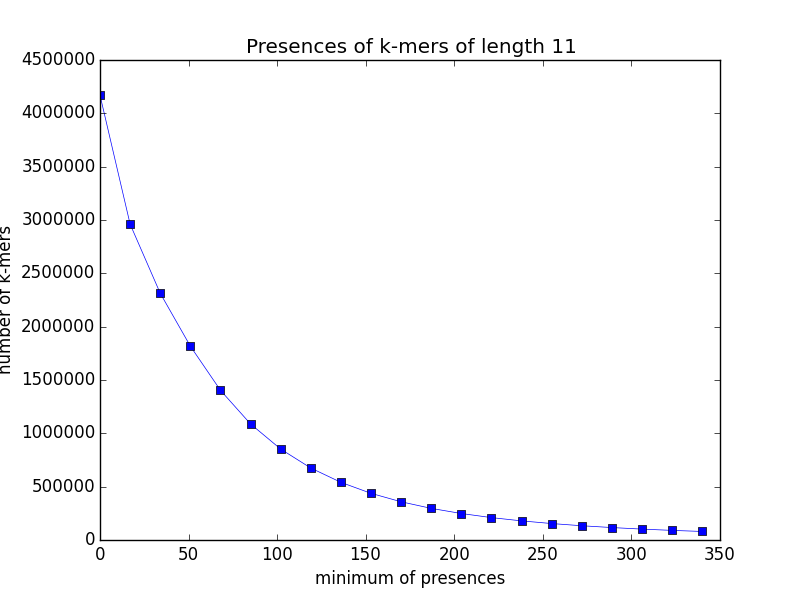 Presences of k-mers of length 11
4500000
4000000
3500000
3000000
2500000
2000000
1500000
1000000
500000
0
number of k-mers
0 50 100 150 200 250 300 350
minimum of presences